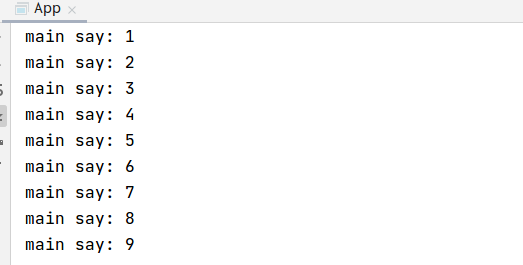 App
main say: 1
main say: 2
main say: 3
main say: 4
main say: 5
main say: 6
main say: 7
main say: 8
main say: 9